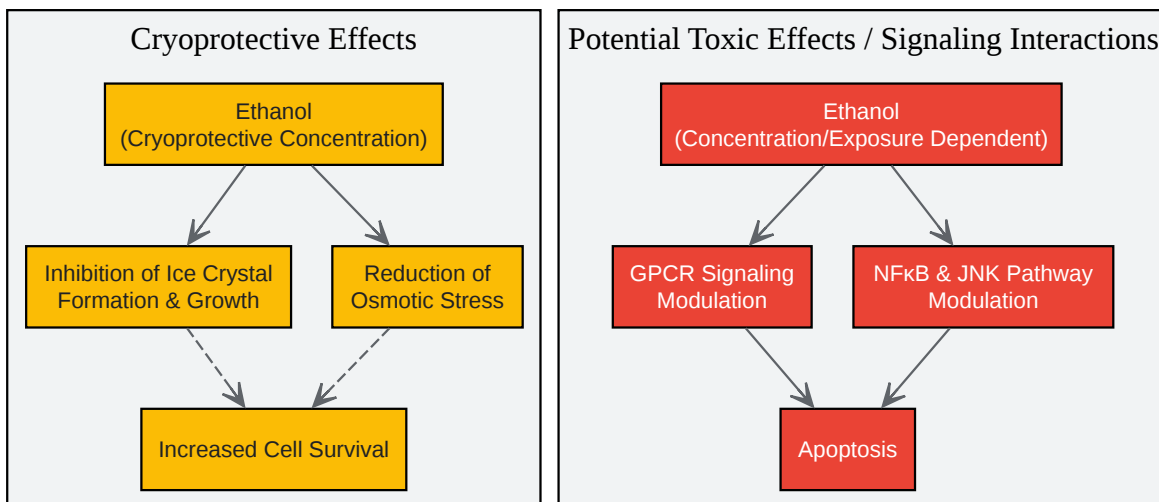 Cryoprotective Effects
Ethanol
(Cryoprotective Concentration)
Inhibition of Ice Crystal
Formation & Growth
Reduction of
Osmotic Stress
Increased Cell Survival
Potential Toxic Effects / Signaling Interactions
Ethanol
(Concentration/Exposure Dependent)
GPCR Signaling
Modulation
NFκB & JNK Pathway
Modulation
Apoptosis